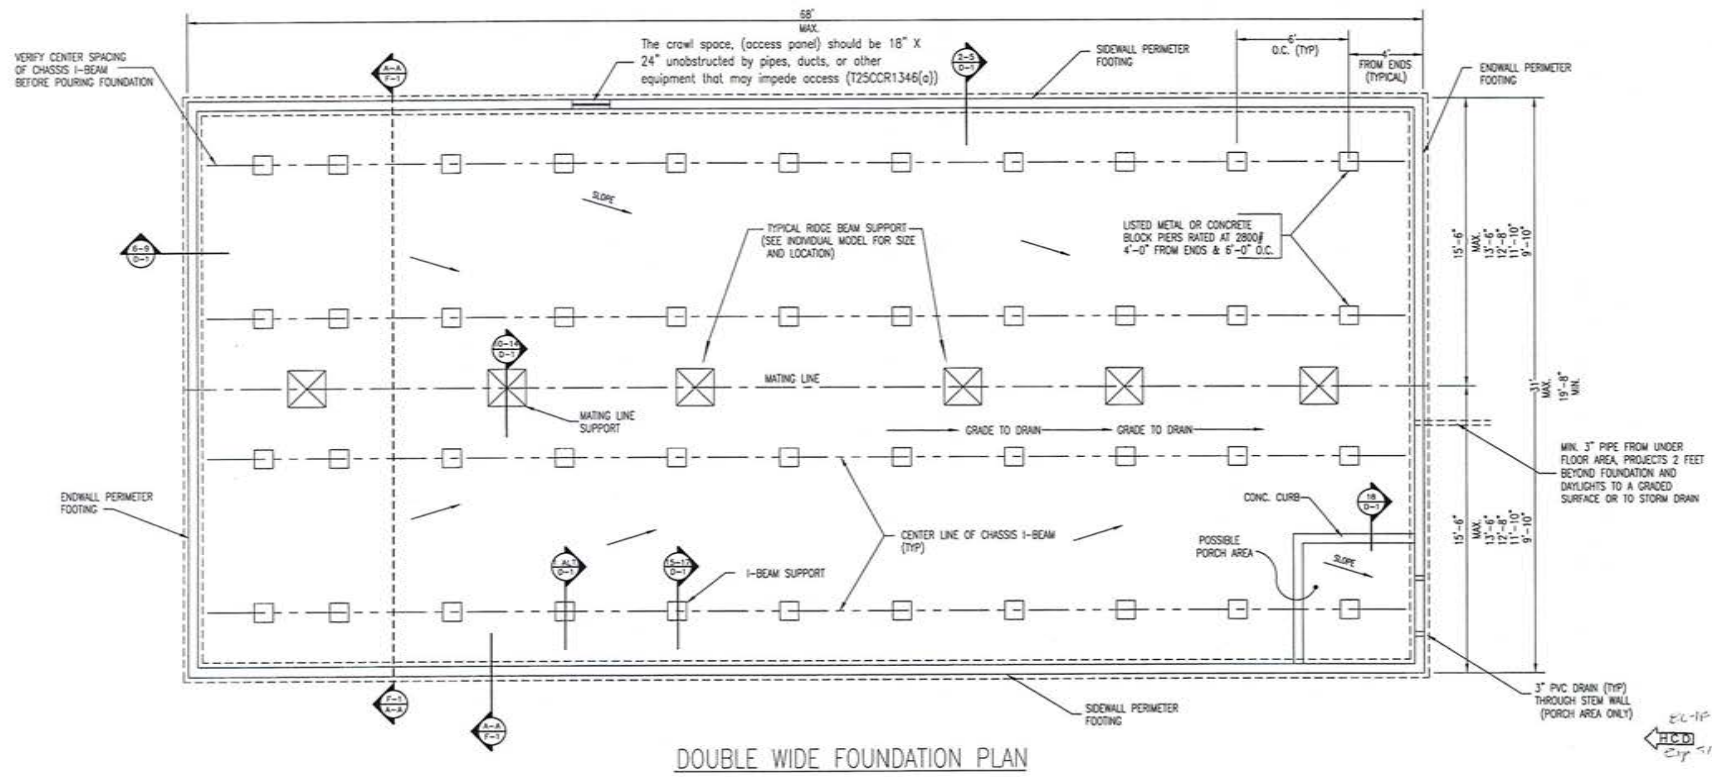 68'
MAX.
VERIFY CENTER SPACING
OF CHASSIS I-BEAM
BEFORE POURING FOUNDATION
A-A
F-1
The crawl space, (access panel) should be 18" X
24" unobstructed by pipes, ducts, or other
equipment that may impede access (T25CCR1346(a))
2-5
D-1
SIDEWALL PERIMETER
FOOTING
6'
O.C. (TYP)
4'
FROM ENDS
(TYPICAL)
ENDWALL PERIMETER
FOOTING
SLOPE
6-9
D-1
TYPICAL RIDGE BEAM SUPPORT
(SEE INDIVIDUAL MODEL FOR SIZE
AND LOCATION)
LISTED METAL OR CONCRETE
BLOCK PIERS RATED AT 2800#
4'-0" FROM ENDS & 6'-0" O.C.
15'-6"
MAX.
13'-6"
12'-8"
11'-10"
9'-10"
10-14
D-1
MATING LINE
MATING LINE
SUPPORT
31'
MAX.
19'-8"
MIN.
GRADE TO DRAIN
GRADE TO DRAIN
MIN. 3" PIPE FROM UNDER
FLOOR AREA, PROJECTS 2 FEET
BEYOND FOUNDATION AND
DAYLIGHTS TO A GRADED
SURFACE OR TO STORM DRAIN
ENDWALL PERIMETER
FOOTING
CONC. CURB
18
D-1
15'-6"
MAX.
13'-6"
12'-8"
11'-10"
9'-10"
CENTER LINE OF CHASSIS I-BEAM
(TYP)
POSSIBLE
PORCH AREA
SLOPE
ALT
D-1
15-17
D-1
I-BEAM SUPPORT
F-1
A-A
A-A
F-1
SIDEWALL PERIMETER
FOOTING
3" PVC DRAIN (TYP)
THROUGH STEM WALL
(PORCH AREA ONLY)
HCD
DOUBLE WIDE FOUNDATION PLAN